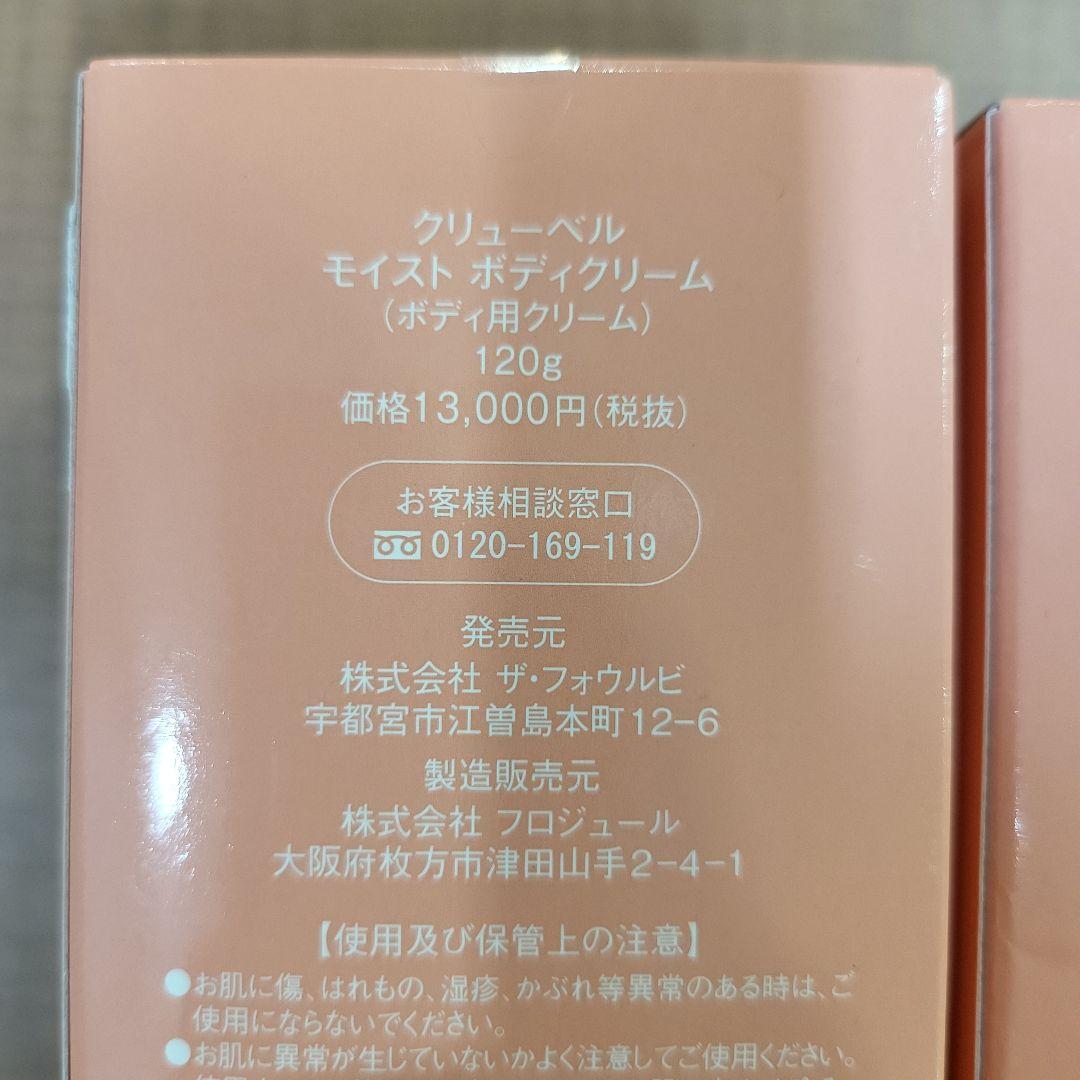 クリューベル
モイスト ボディクリーム
(ボディ用クリーム)
120g
価格13,000円(税抜)
お客様相談窓口
0120-169-119
発売元
株式会社 ザ・フォウルビ
宇都宮市江曽島本町12-6
製造販売元
株式会社 フロジュール
大阪府枚方市津田山手2-4-1
【使用及び保管上の注意】
●お肌に傷、はれもの、湿疹、かぶれ等異常のある時は、ご
使用にならないでください。
●お肌に異常が生じていないかよく注意してご使用ください。